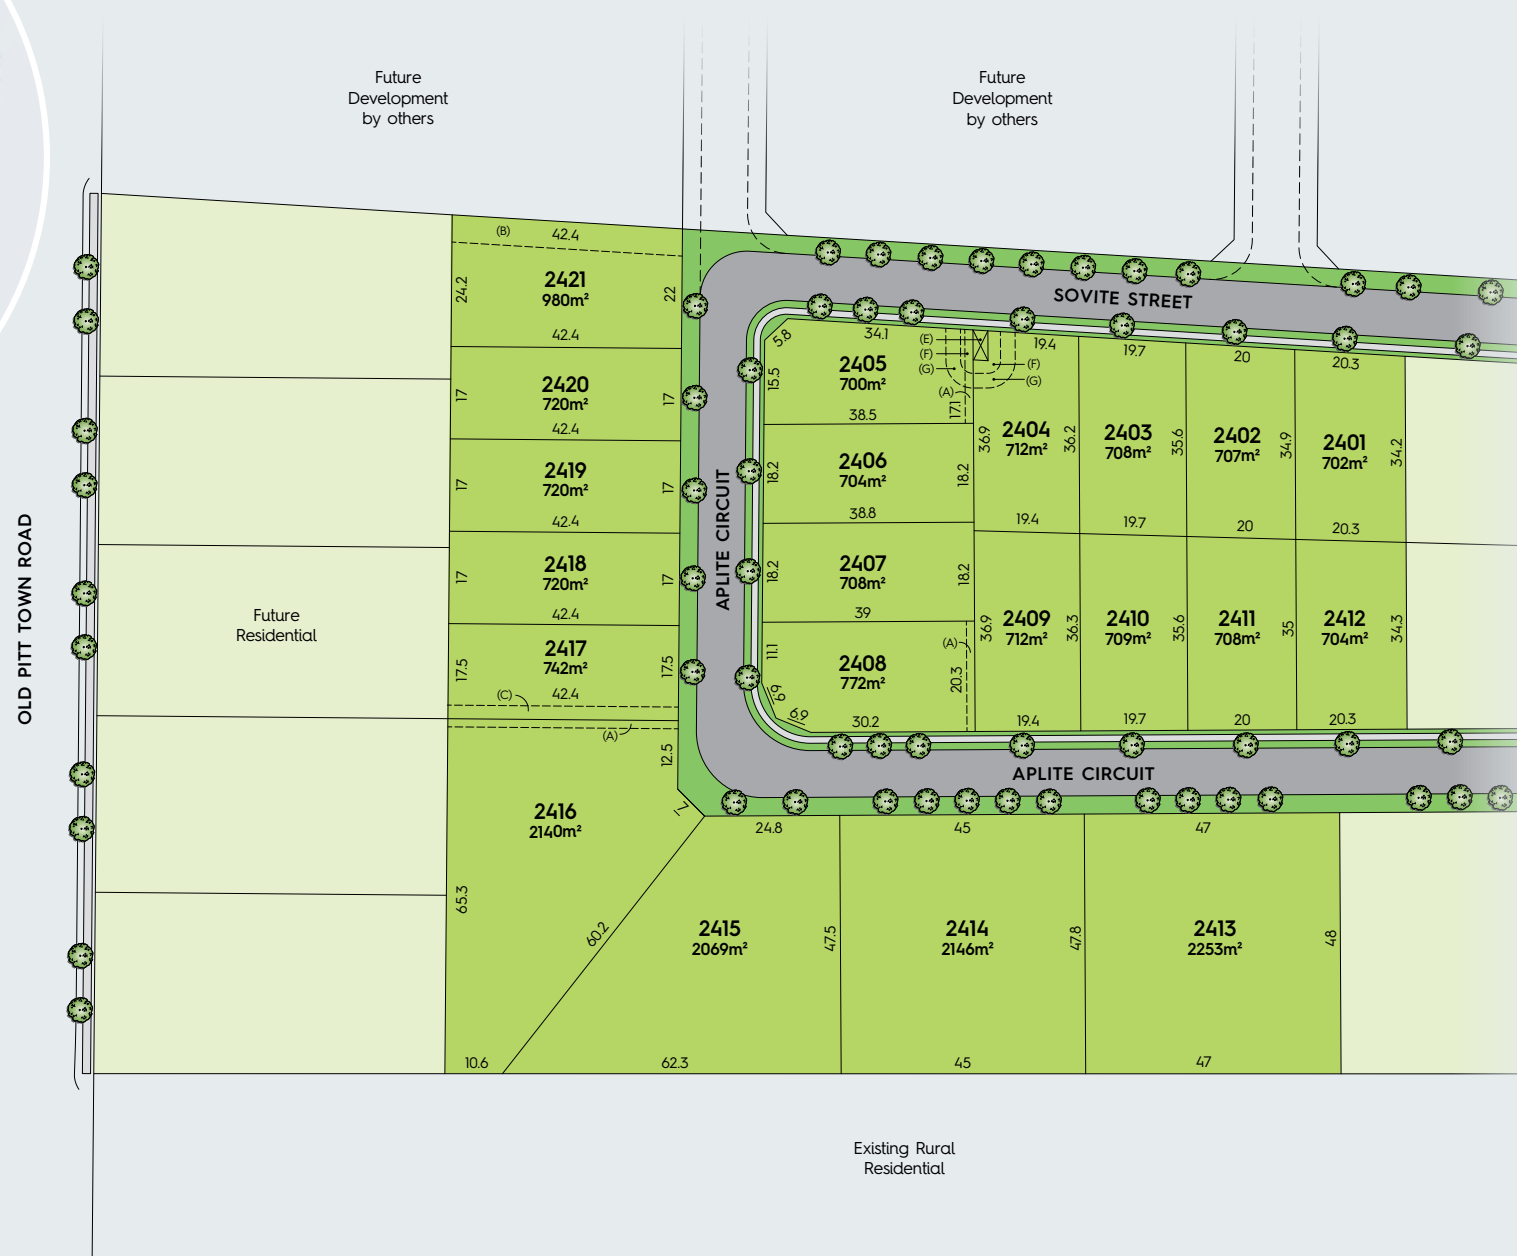 Future
Development
by others
Future
Development
by others
OLD PITT TOWN ROAD
Future
Residential
(B)
42.4
2421
980m²
24.2
22
42.4
2420
720m²
17
17
42.4
2419
720m²
17
17
42.4
2418
720m²
17
17
42.4
2417
742m²
17.5
17.5
(C)
42.4
(A)
12.5
2416
2140m²
7
65.3
60.2
10.6
SOVITE STREET
APLITE CIRCUIT
5.8
34.1
2405
700m²
15.5
(E)
(F)
(G)
(F)
(G)
(A)
17.1
38.5
2406
704m²
18.2
18.2
38.8
2407
708m²
18.2
18.2
39
11.1
2408
772m²
(A)
20.3
6.9
6.9
30.2
19.4
36.9
2404
712m²
36.2
19.4
19.7
2403
708m²
35.6
19.7
20
2402
707m²
34.9
20
20.3
2401
702m²
34.2
20.3
36.9
2409
712m²
36.3
19.4
2410
709m²
35.6
19.7
2411
708m²
35
20
2412
704m²
34.3
20.3
APLITE CIRCUIT
24.8
2415
2069m²
47.5
62.3
45
2414
2146m²
47.8
45
47
2413
2253m²
48
47
Existing Rural
Residential